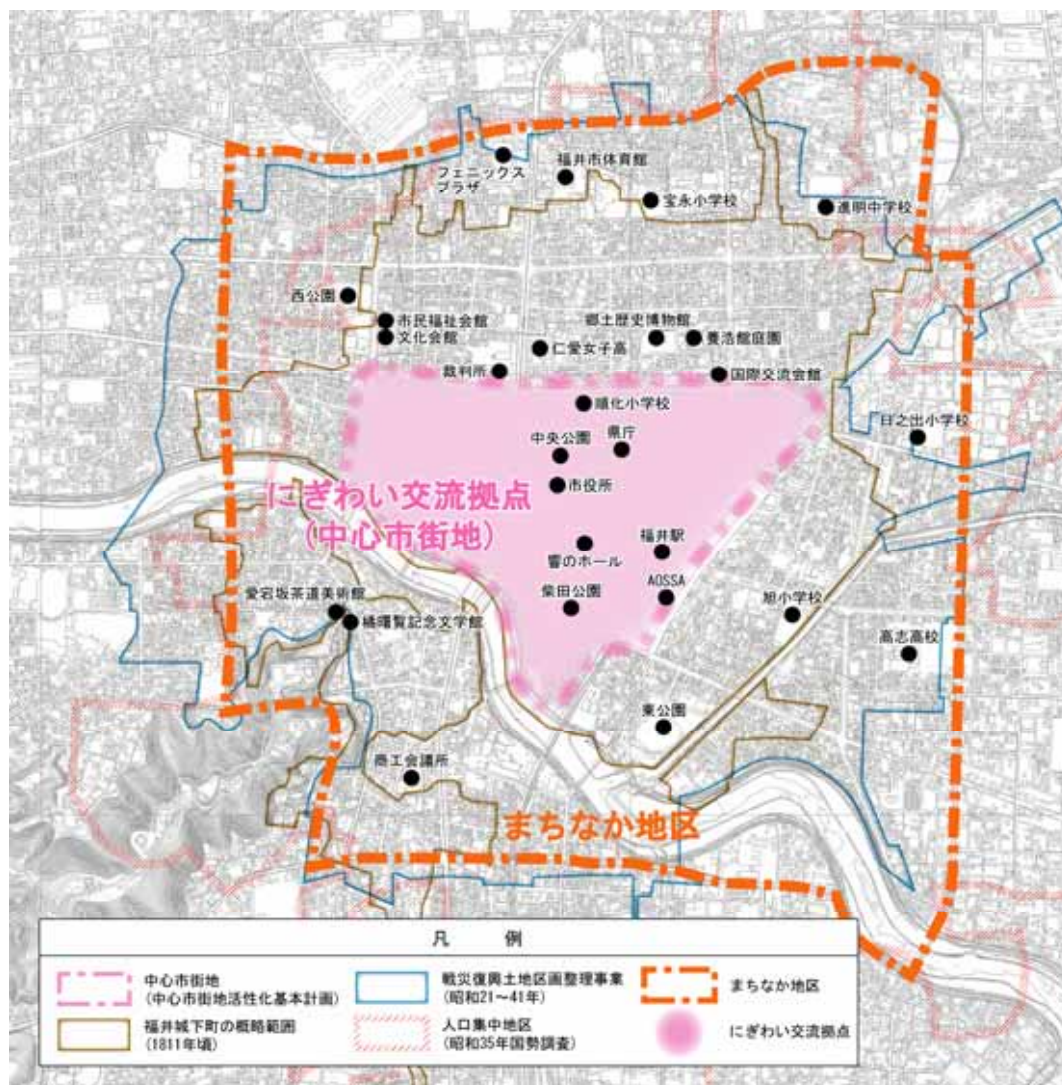 フェニックス
プラザ
福井市体育館
宝永小学校
進明中学校
西公園
市民福祉会館
文化会館
郷土歴史博物館
養浩館庭園
仁愛女子高
裁判所
国際交流会館
順化小学校
日之出小学校
中央公園
県庁
市役所
にぎわい交流拠点
(中心市街地)
福井駅
響のホール
AOSSA
柴田公園
愛宕坂茶道美術館
橘曙覧記念文学館
旭小学校
高志高校
東公園
商工会議所
まちなか地区
凡 例
中心市街地
(中心市街地活性化基本計画)
戦災復興土地区画整理事業
(昭和21~41年)
まちなか地区
福井城下町の概略範囲
(1811年頃)
人口集中地区
(昭和35年国勢調査)
にぎわい交流拠点